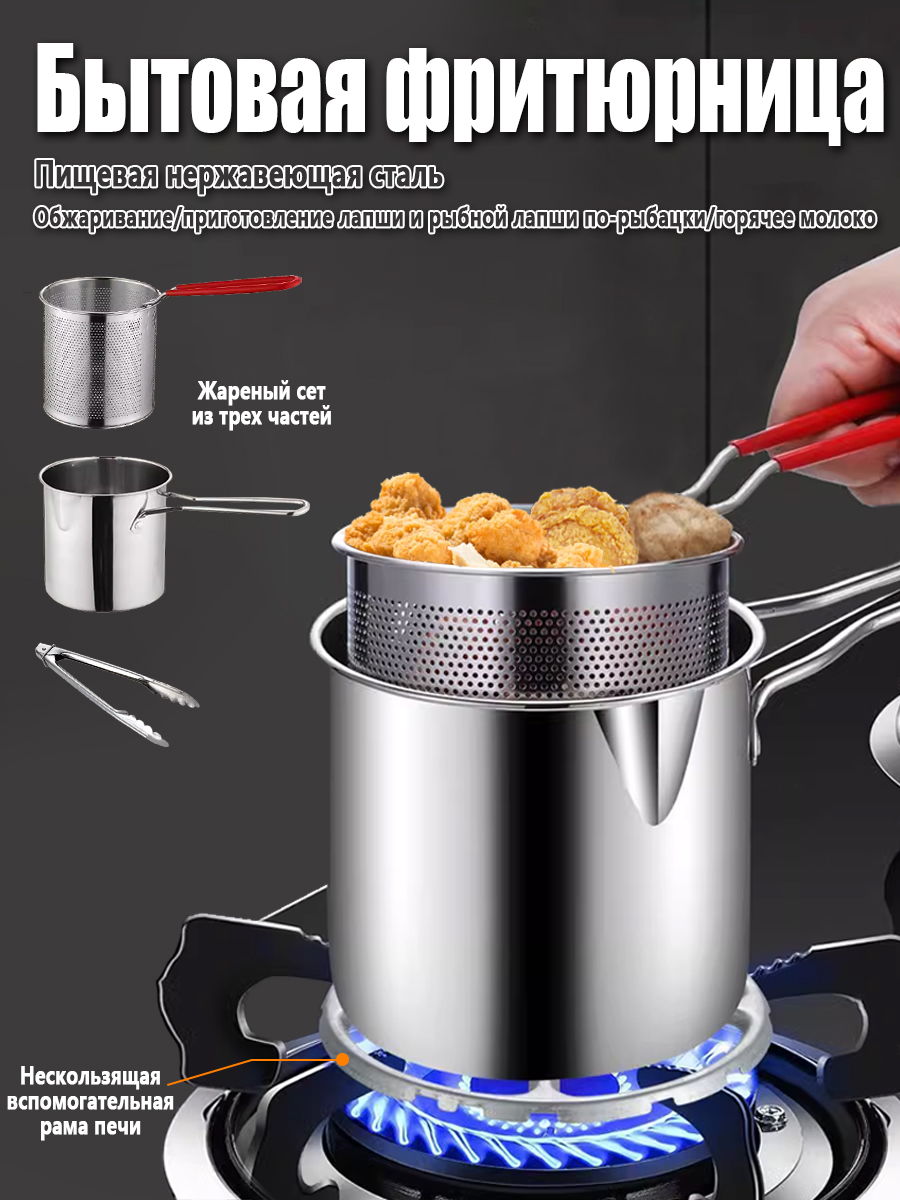 Бытовая фритюрница
Пищевая нержавеющая сталь
Обжаривание/приготовление лапши и рыбной лапши по-рыбацки/горячее молоко
Жареный сет
из трех частей
Нескользящая
вспомогательная
рама печи